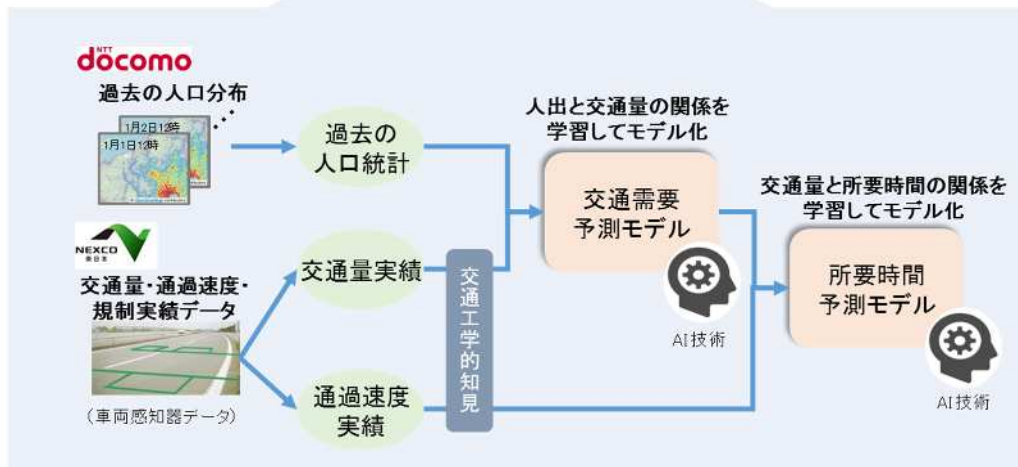 NTT
döcomo
過去の人口分布
1月2日12時
1月1日12時
過去の
人口統計
NEXCO
東日本
交通量・通過速度・
規制実績データ
(車両感知器データ)
交通量実績
通過速度
実績
交通工学的知見
人出と交通量の関係を
学習してモデル化
交通需要
予測モデル
AI技術
交通量と所要時間の関係を
学習してモデル化
所要時間
予測モデル
AI技術